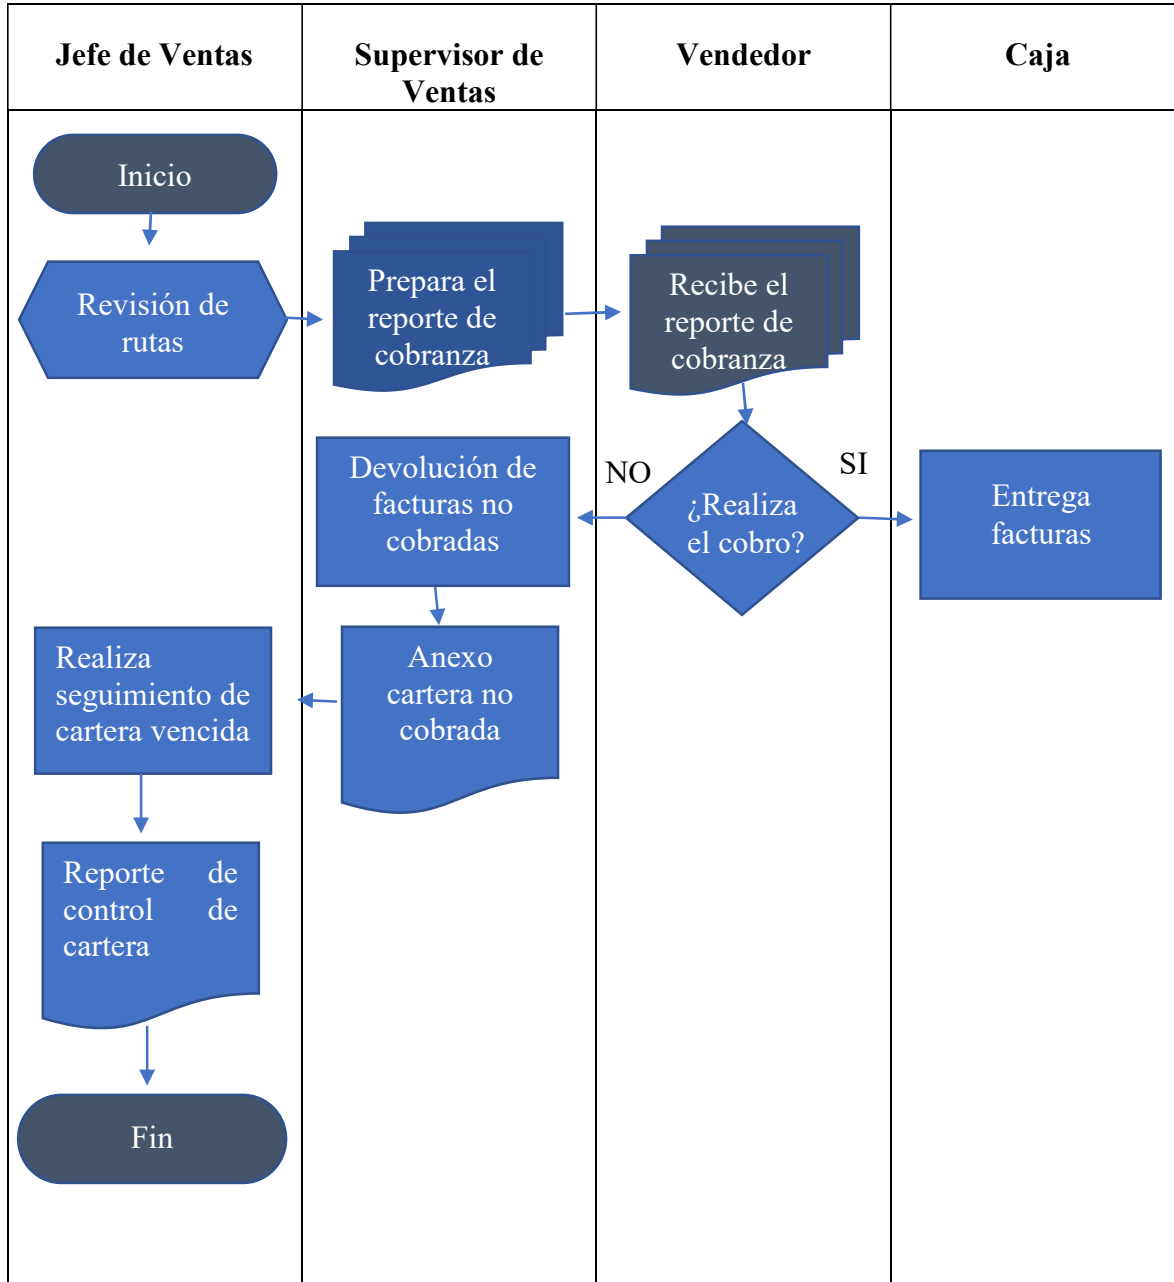 Jefe de Ventas
Supervisor de
Ventas
Vendedor
Caja
Inicio
Revisión de
rutas
Prepara el
reporte de
cobranza
Recibe el
reporte de
cobranza
¿Realiza
el cobro?
NO
SI
Devolución de
facturas no
cobradas
Entrega
facturas
Anexo
cartera no
cobrada
Realiza
seguimiento de
cartera vencida
Reporte de
control de
cartera
Fin